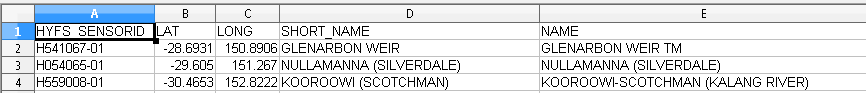 A B C D E
1 HYFS_SENSORID LAT LONG SHORT_NAME NAME
2 H541067-01 -28.6931 150.8906 GLENARBON WEIR GLENARBON WEIR TM
3 H054065-01 -29.605 151.267 NULLAMANNA (SILVERDALE) NULLAMANNA (SILVERDALE)
4 H559008-01 -30.4653 152.8222 KOOROOWI (SCOTCHMAN) KOOROOWI-SCOTCHMAN (KALANG RIVER)